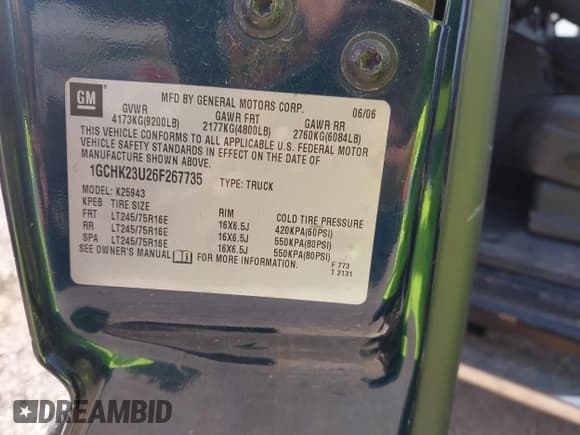 GM
MFD BY GENERAL MOTORS CORP. 06/06
GVWR GAWR FRT GAWR RR
4173KG(9200LB) 2177KG(4800LB) 2760KG(6084LB)
THIS VEHICLE CONFORMS TO ALL APPLICABLE U.S. FEDERAL MOTOR
VEHICLE SAFETY STANDARDS IN EFFECT ON THE DATE OF
MANUFACTURE SHOWN ABOVE.
1GCHK23U26F267735 TYPE: TRUCK
MODEL: K25943
KPEB TIRE SIZE RIM COLD TIRE PRESSURE
FRT LT245/75R16E 16X6.5J 420KPA(60PSI)
RR LT245/75R16E 16X6.5J 550KPA(80PSI)
SPA LT245/75R16E 16X6.5J 550KPA(80PSI)
SEE OWNER'S MANUAL FOR MORE INFORMATION.
F 773
T 2131
DREAMBID